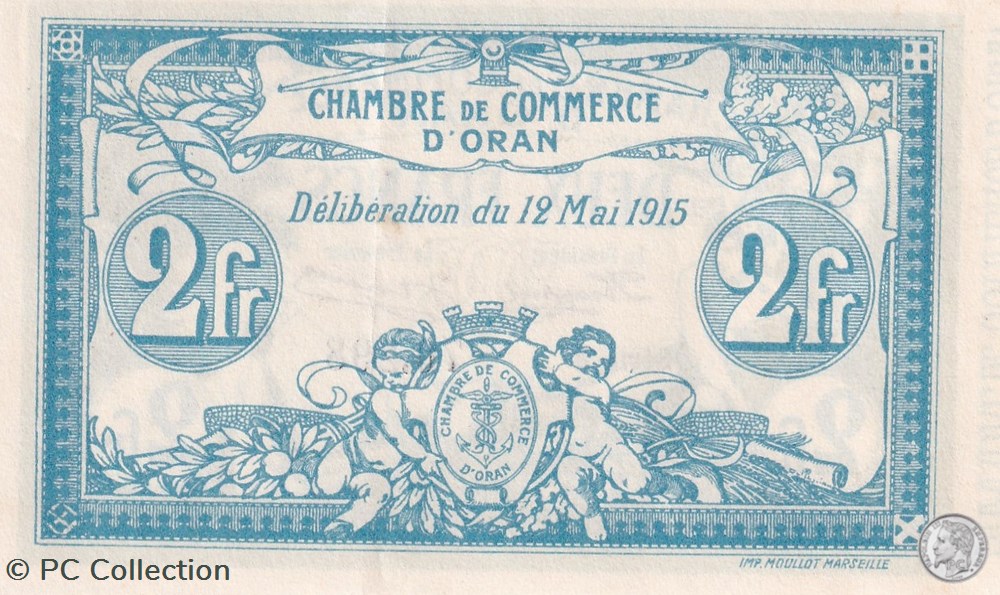 CHAMBRE DE COMMERCE
D'ORAN
Délibération du 12 Mai 1915
2fr
2fr
CHAMBRE DE COMMERCE
D'ORAN
IMP. MOULLOT MARSEILLE
© PC Collection